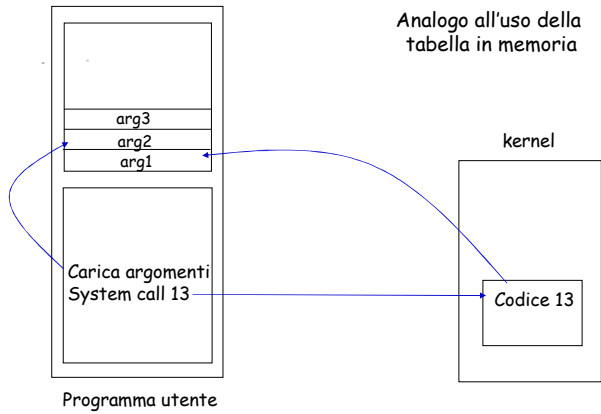 Analogo all'uso della
tabella in memoria
arg3
arg2
arg1
kernel
Carica argomenti
System call 13
Codice 13
Programma utente